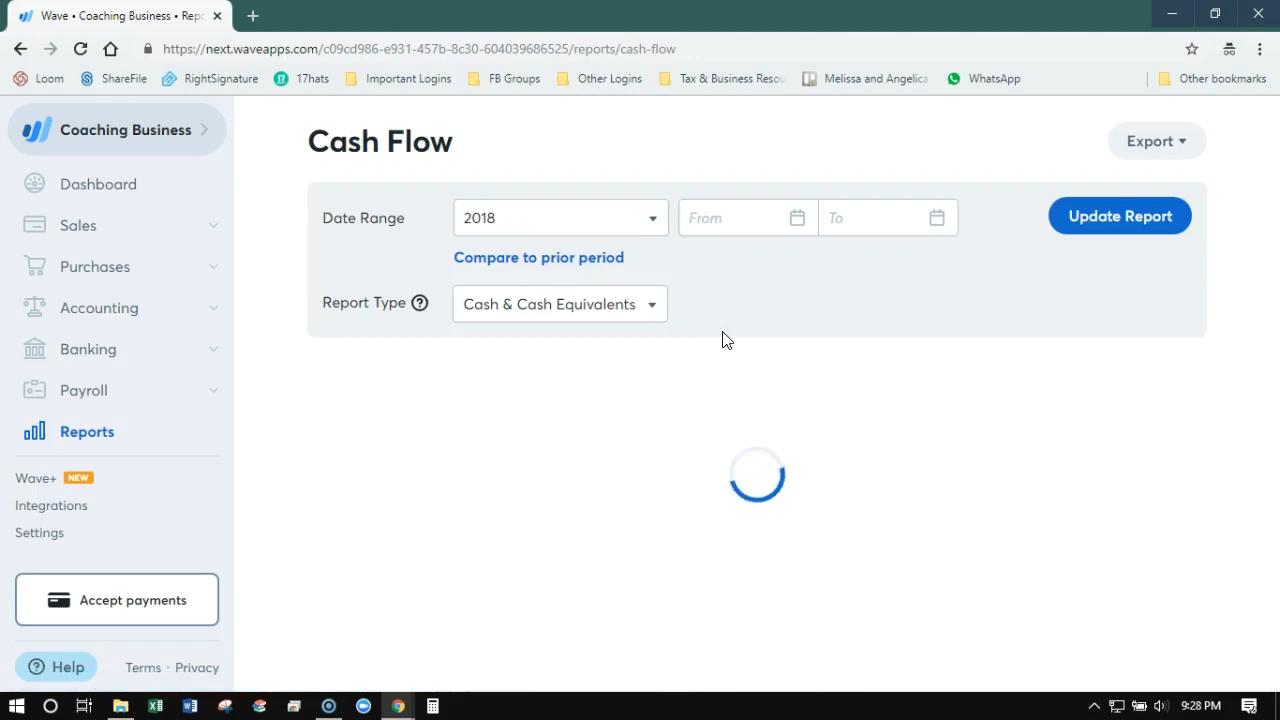 Wave • Coaching Business • Repo
https://next.waveapps.com/c09cd986-e931-457b-8c30-604039686525/reports/cash-flow
Loom ShareFile RightSignature 17hats Important Logins FB Groups Other Logins Tax & Business Resou Melissa and Angelica WhatsApp Other bookmarks
Coaching Business
Dashboard
Sales
Purchases
Accounting
Banking
Payroll
Reports
Wave+ NEW
Integrations
Settings
Accept payments
Help Terms • Privacy
Cash Flow
Export
Date Range 2018 From To Update Report
Compare to prior period
Report Type Cash & Cash Equivalents
9:28 PM